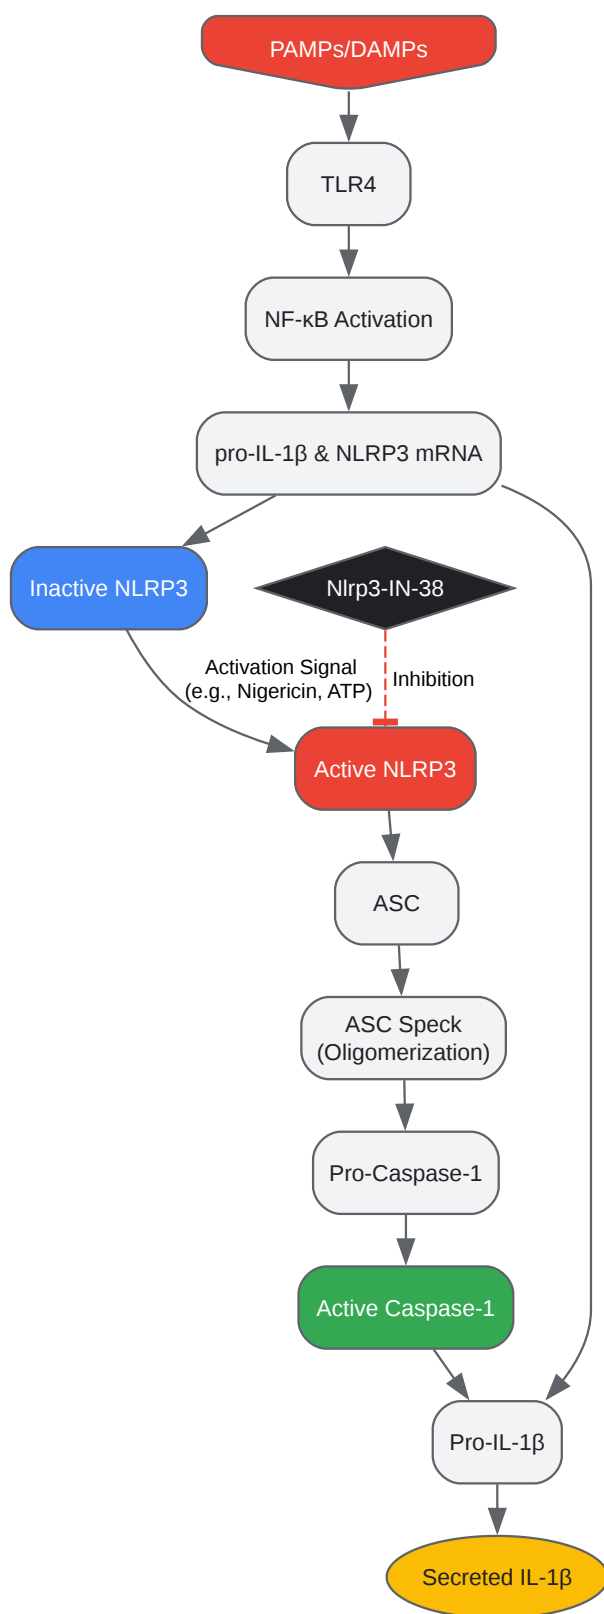 PAMPs/DAMPs
TLR4
NF-κB Activation
pro-IL-1β & NLRP3 mRNA
Inactive NLRP3
Nlrp3-IN-38
Activation Signal
(e.g., Nigericin, ATP)
Inhibition
Active NLRP3
ASC
ASC Speck
(Oligomerization)
Pro-Caspase-1
Active Caspase-1
Pro-IL-1β
Secreted IL-1β